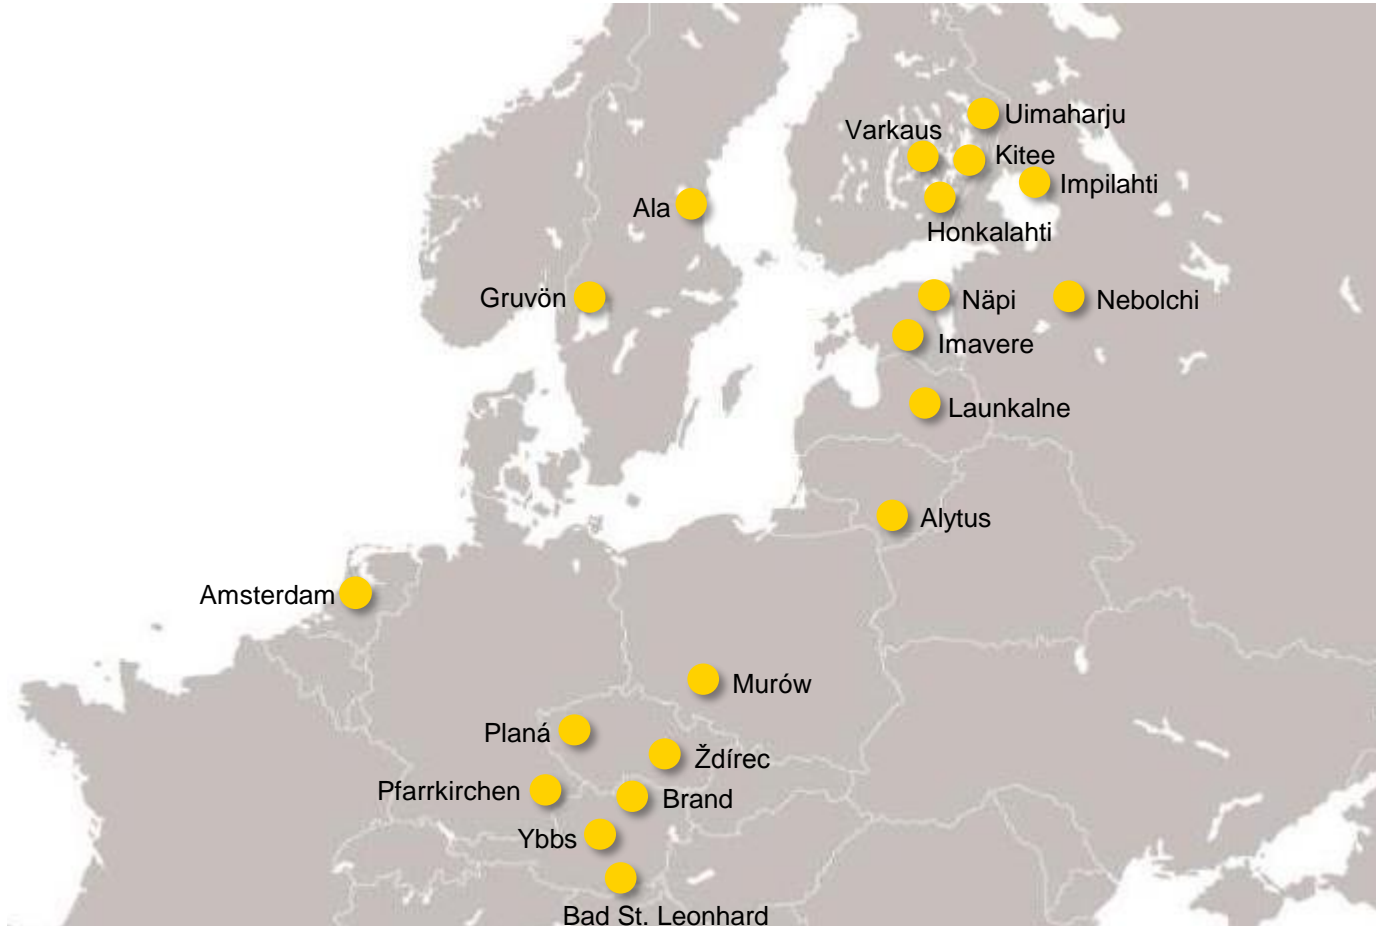 Uimaharju
Varkaus
Kitee
Impilahti
Ala
Honkalahti
Gruvön
Näpi
Nebolchi
Imavere
Launkalne
Alytus
Amsterdam
Murów
Planá
Ždírec
Pfarrkirchen
Brand
Ybbs
Bad St. Leonhard